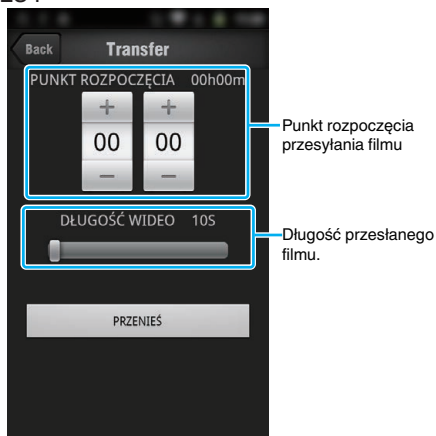 Back
Transfer
PUNKT ROZPOCZĘCIA 00h00m
+ +
00 00
– –
Punkt rozpoczęcia
przesyłania filmu
DŁUGOŚĆ WIDEO 10S
Długość przesłanego
filmu.
PRZENIEŚ